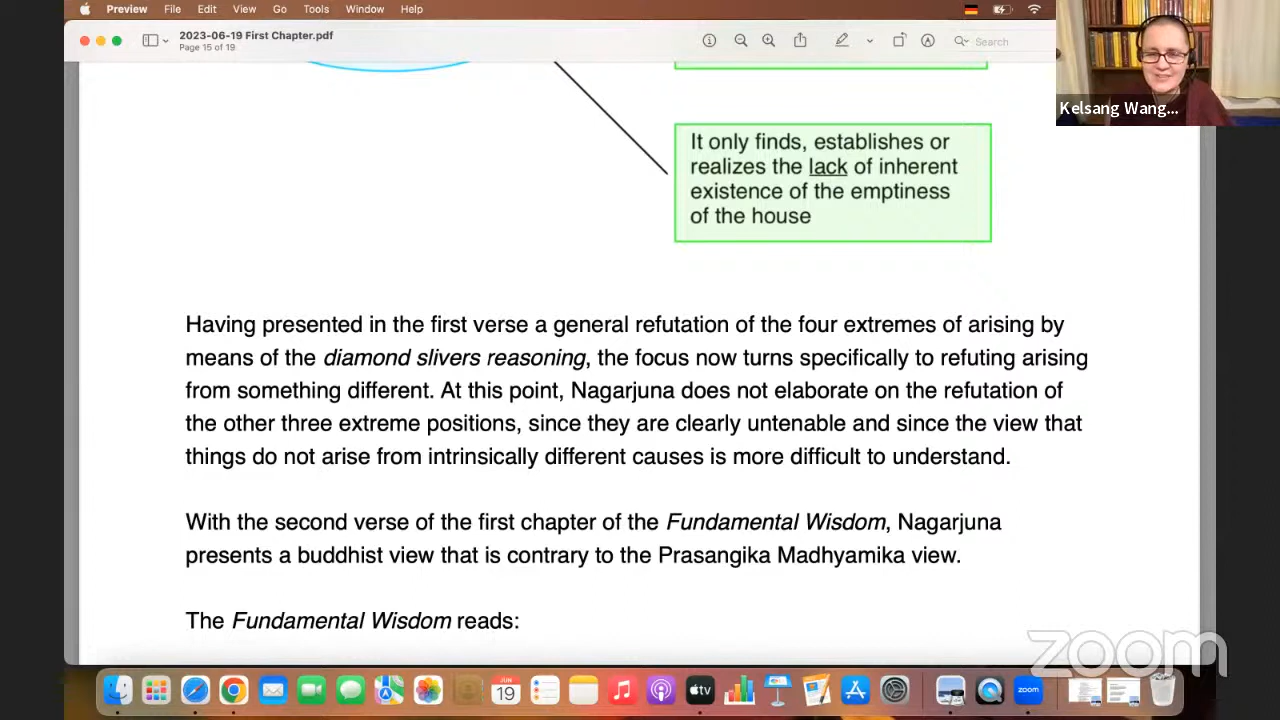 Preview File Edit View Go Tools Window Help
2023-06-19 First Chapter.pdf
Page 15 of 19
Search
Kelsang Wang...
It only finds, establishes or
realizes the lack of inherent
existence of the emptiness
of the house
Having presented in the first verse a general refutation of the four extremes of arising by
means of the diamond slivers reasoning, the focus now turns specifically to refuting arising
from something different. At this point, Nagarjuna does not elaborate on the refutation of
the other three extreme positions, since they are clearly untenable and since the view that
things do not arise from intrinsically different causes is more difficult to understand.
With the second verse of the first chapter of the Fundamental Wisdom, Nagarjuna
presents a buddhist view that is contrary to the Prasangika Madhyamika view.
The Fundamental Wisdom reads:
zoom
JUN
19
tv
zoom